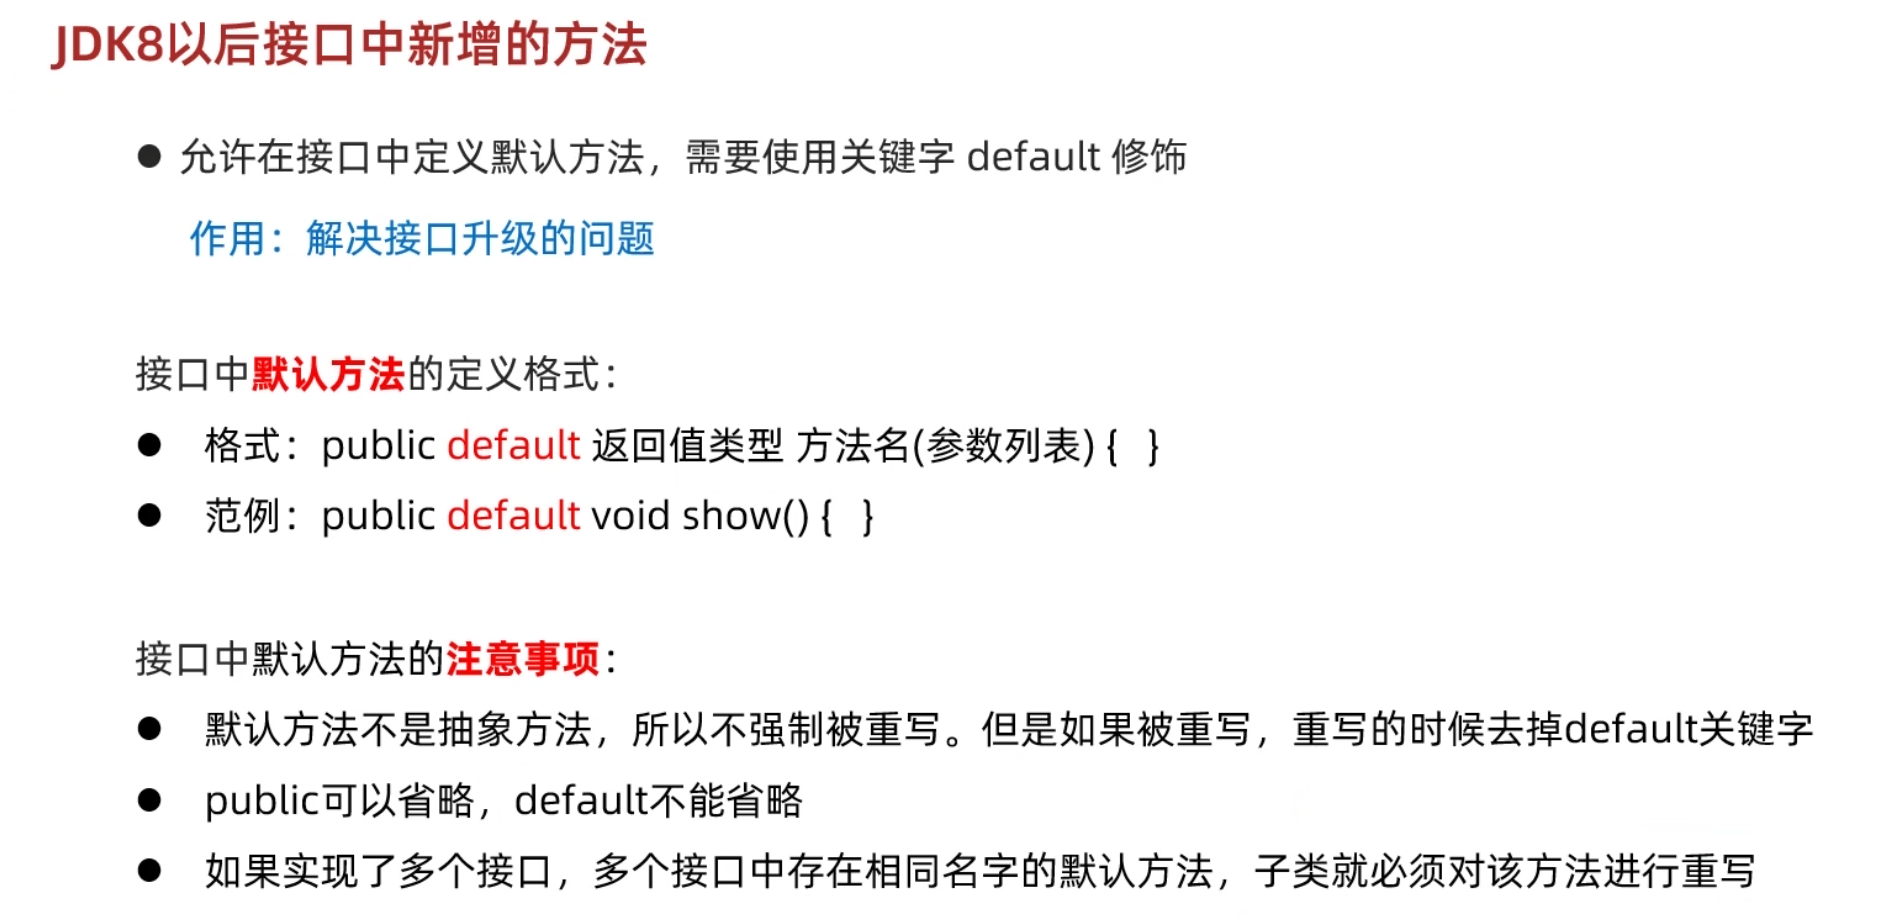 JDK8以后接口中新增的方法
● 允许在接口中定义默认方法，需要使用关键字 default 修饰
作用：解决接口升级的问题
接口中默认方法的定义格式：
● 格式：public default 返回值类型 方法名(参数列表) { }
● 范例：public default void show() { }
接口中默认方法的注意事项：
● 默认方法不是抽象方法，所以不强制被重写。但是如果被重写，重写的时候去掉default关键字
● public可以省略，default不能省略
● 如果实现了多个接口，多个接口中存在相同名字的默认方法，子类就必须对该方法进行重写